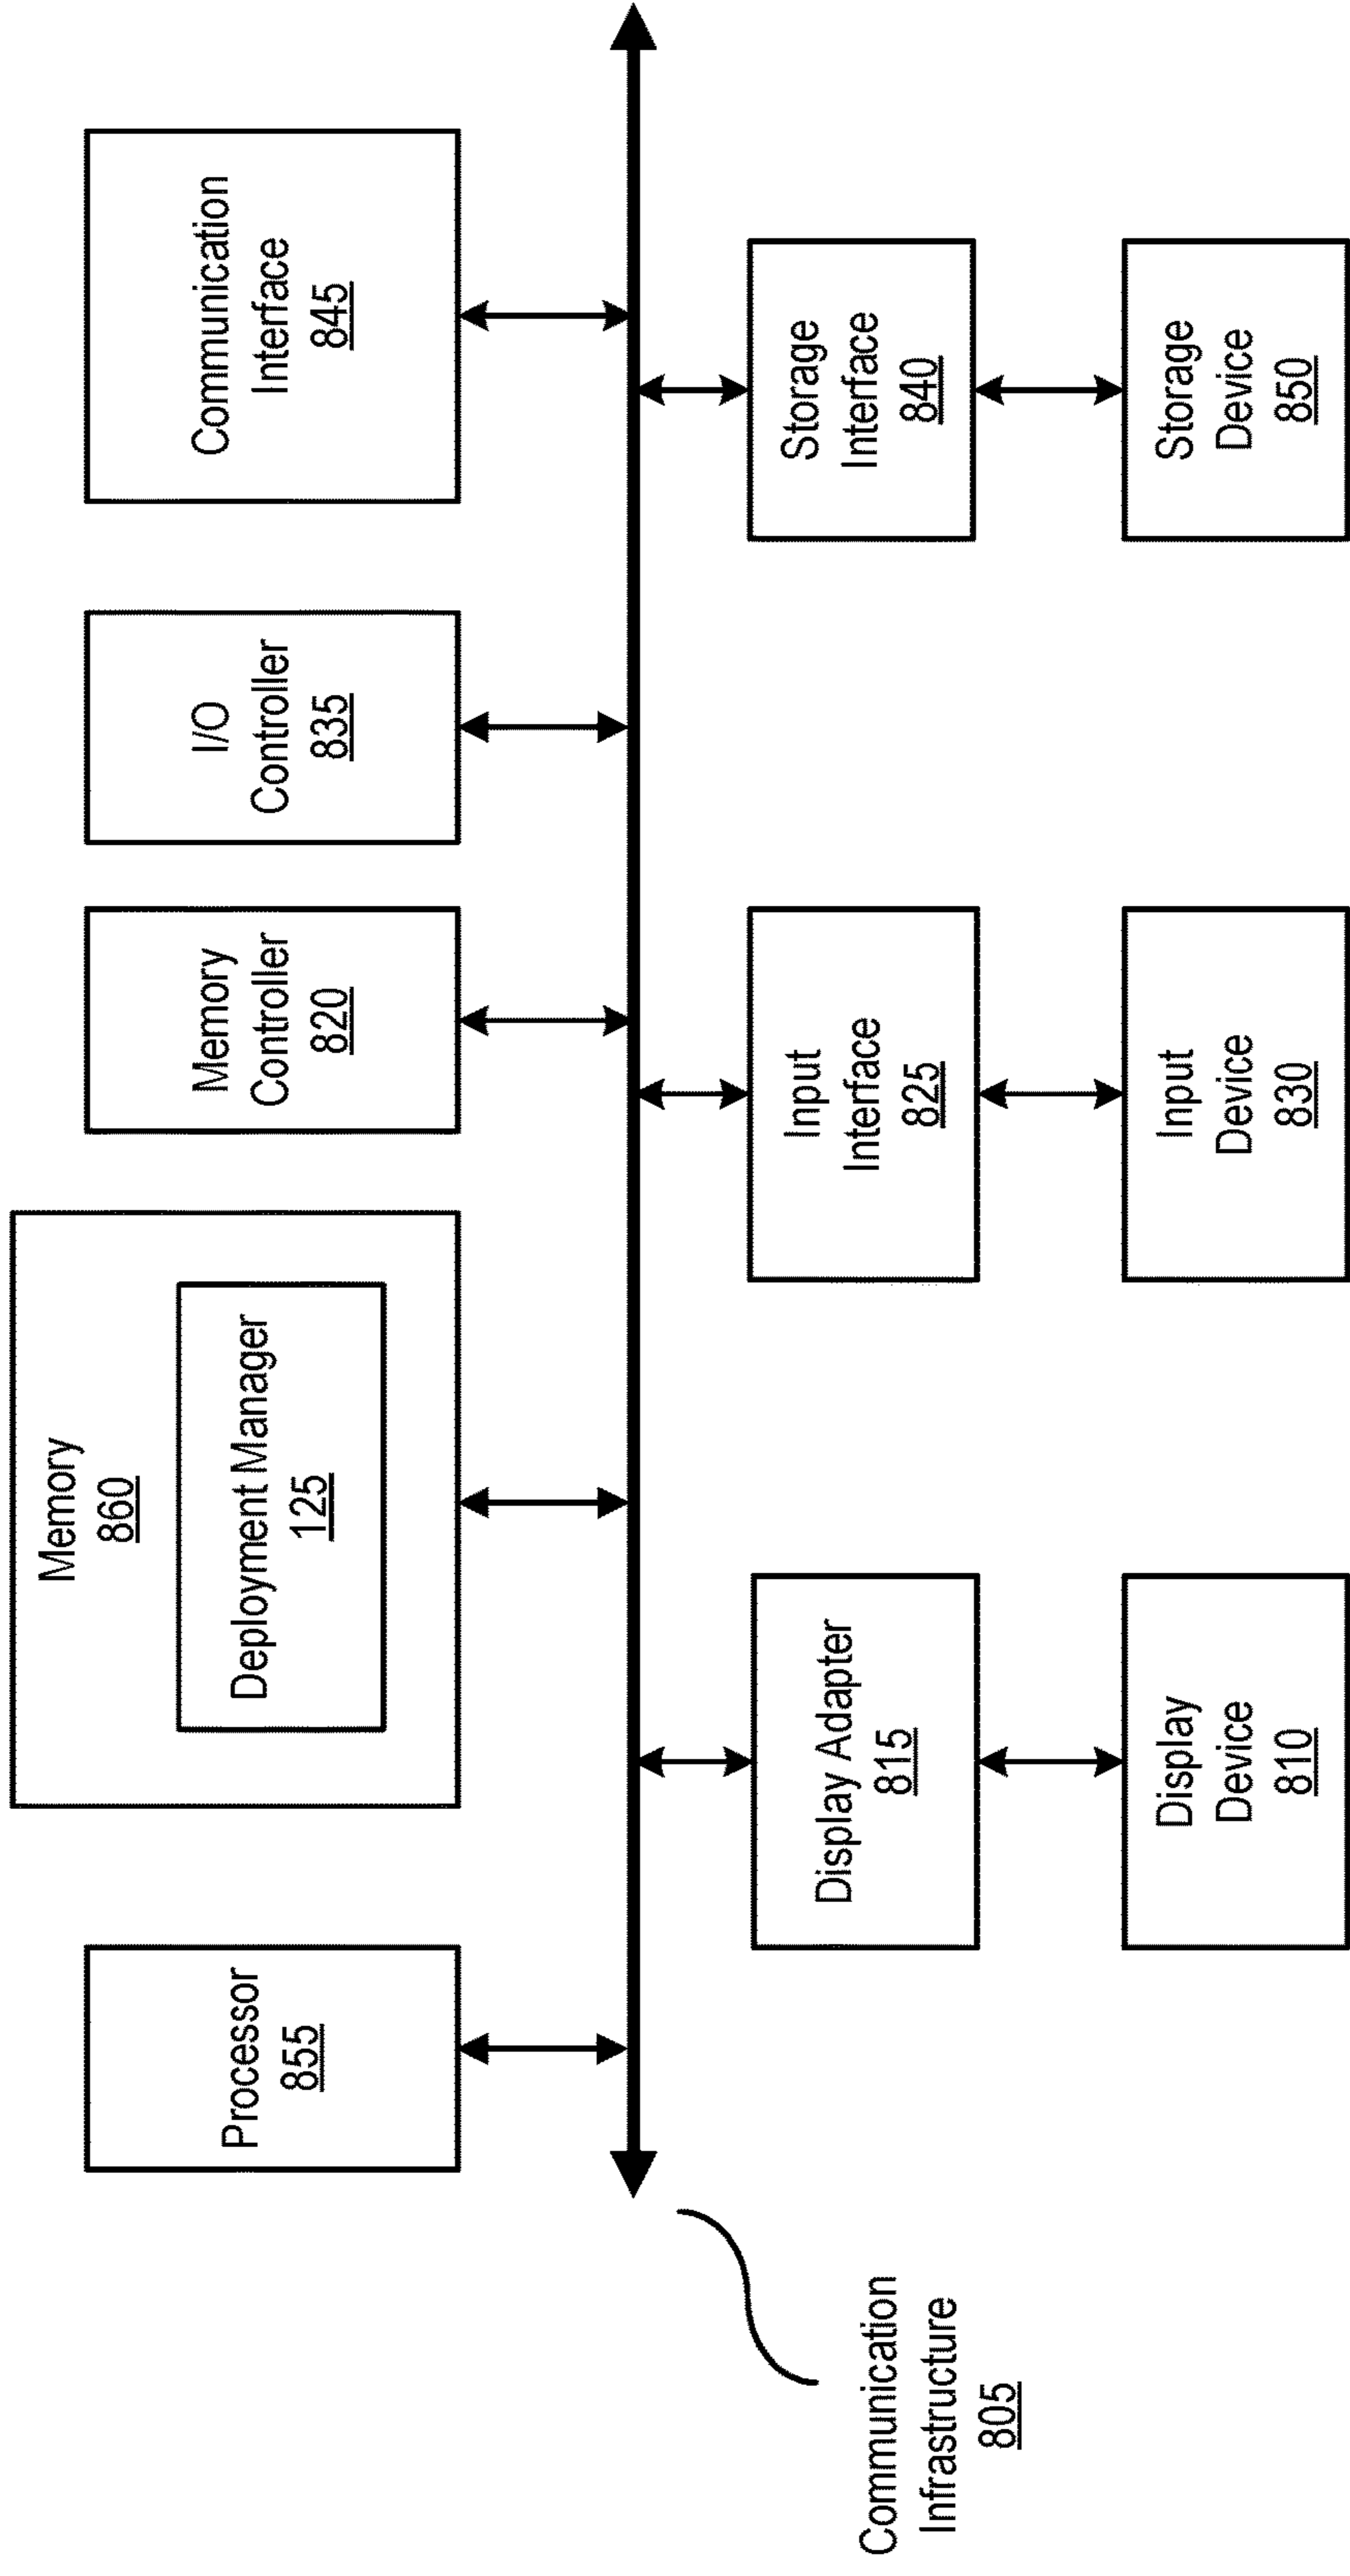 Processor
855
Memory
860
Deployment Manager
125
Memory
Controller
820
I/O
Controller
835
Communication
Interface
845
Communication
Infrastructure
805
Display Adapter
815
Input
Interface
825
Storage
Interface
840
Display
Device
810
Input
Device
830
Storage
Device
850